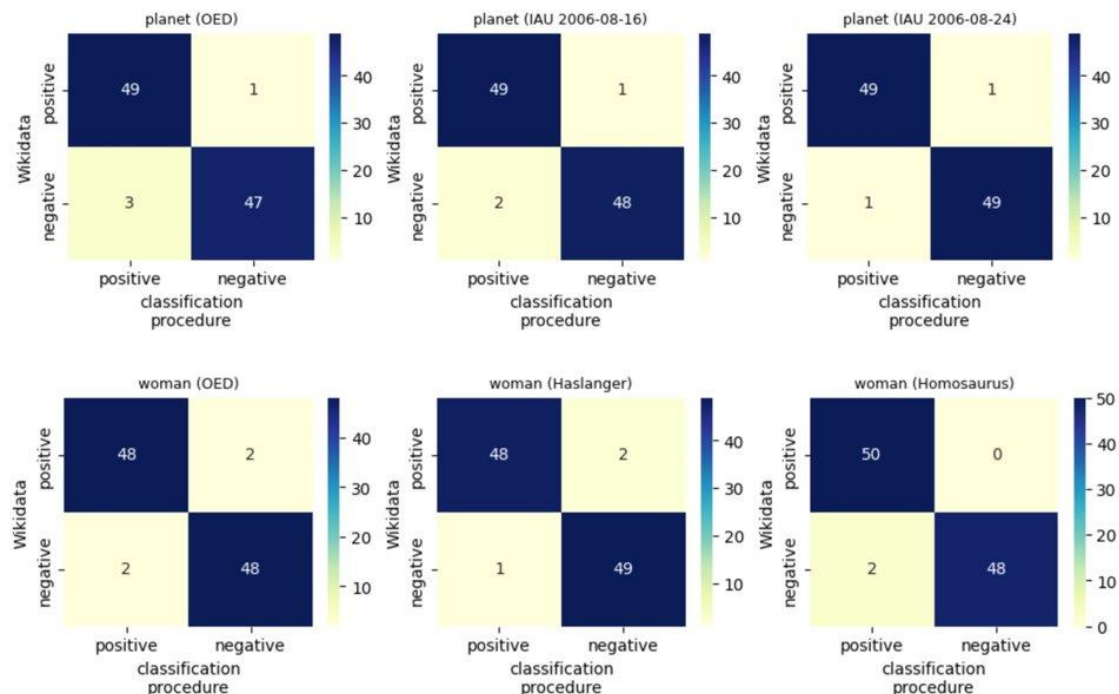 planet (OED)
planet (IAU 2006-08-16)
planet (IAU 2006-08-24)
Wikidata
positive
negative
49
1
3
47
40
30
20
10
positive
negative
classification
procedure
Wikidata
positive
negative
49
1
2
48
40
30
20
10
positive
negative
classification
procedure
Wikidata
positive
negative
49
1
1
49
40
30
20
10
positive
negative
classification
procedure
woman (OED)
woman (Haslanger)
woman (Homosaurus)
Wikidata
positive
negative
48
2
2
48
40
30
20
10
positive
negative
classification
procedure
Wikidata
positive
negative
48
2
1
49
40
30
20
10
positive
negative
classification
procedure
Wikidata
positive
negative
50
0
2
48
50
40
30
20
10
0
positive
negative
classification
procedure